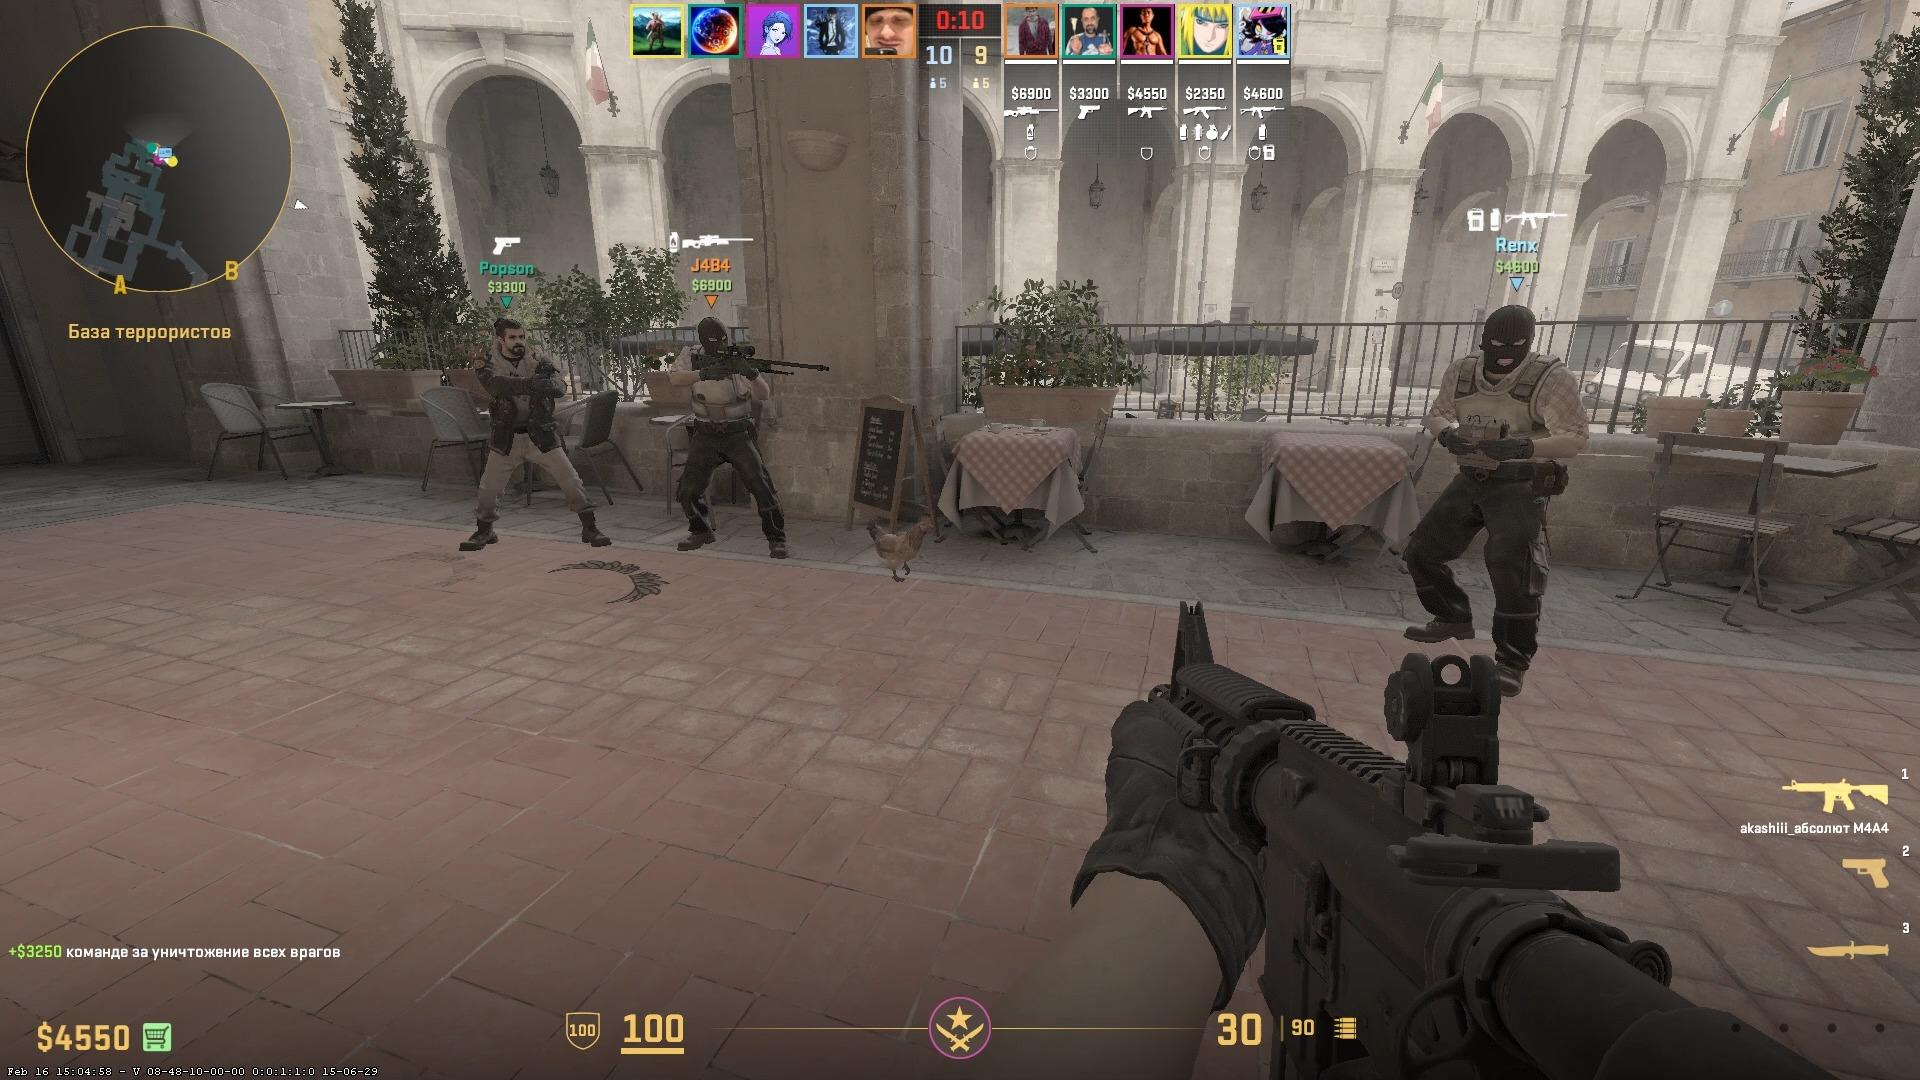 0:10
10 9
5 5
$6900 $3300 $4550 $2350 $4600
A B
База террористов
Popson
$3300
J4B4
$6900
Renx
$4600
1
akashiii_абсолют M4A4
2
3
+$3250 команде за уничтожение всех врагов
$4550
100 100
30 | 90
Feb 16 15:04:58 - V 08-48-10-00-00 0:0:1:1:0 15-06-29